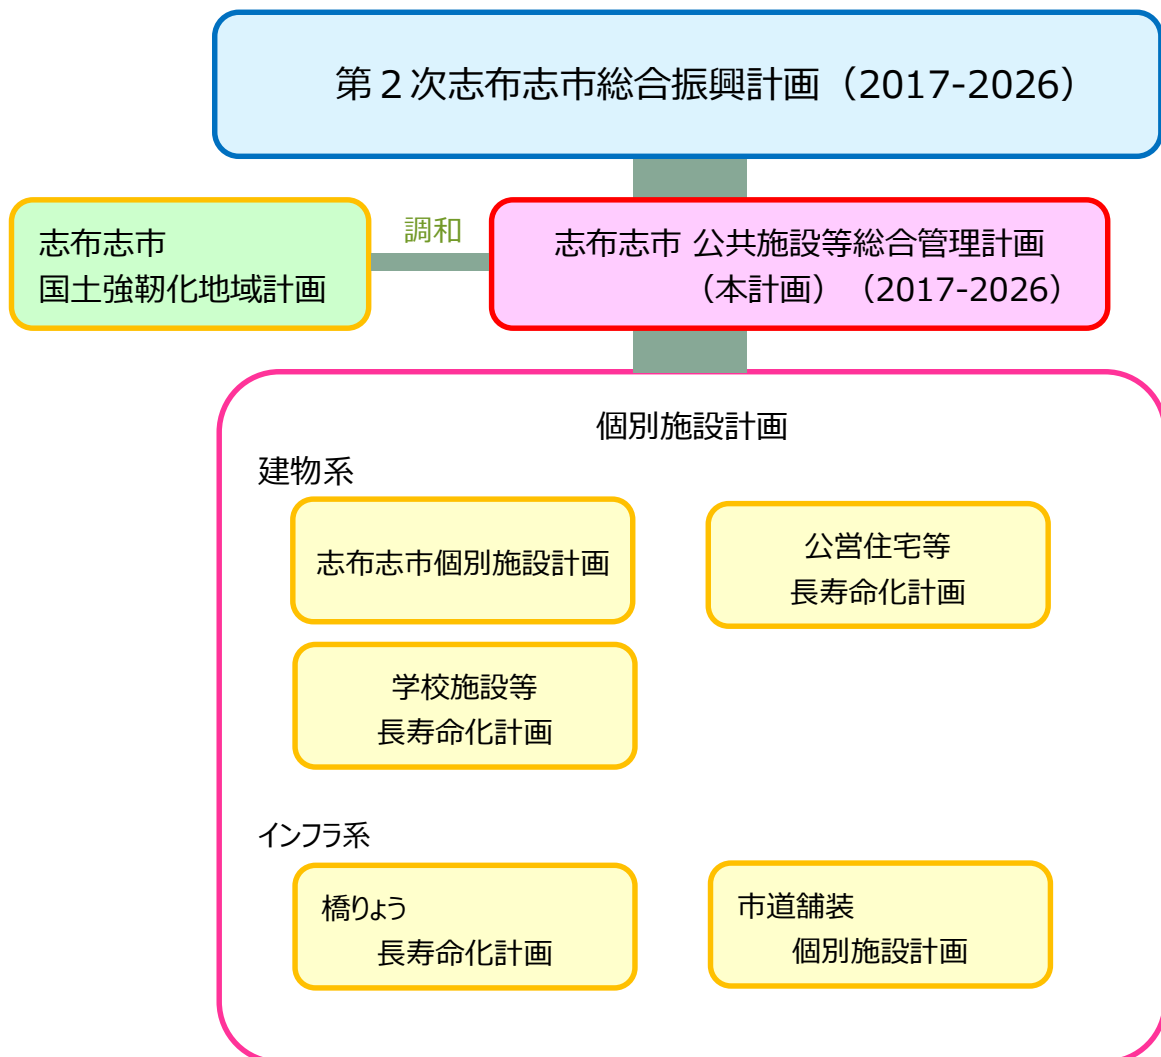 第２次志布志市総合振興計画（2017-2026）
志布志市
国土強靭化地域計画
調和
志布志市 公共施設等総合管理計画
（本計画）（2017-2026）
個別施設計画
建物系
志布志市個別施設計画
公営住宅等
長寿命化計画
学校施設等
長寿命化計画
インフラ系
橋りょう
長寿命化計画
市道舗装
個別施設計画